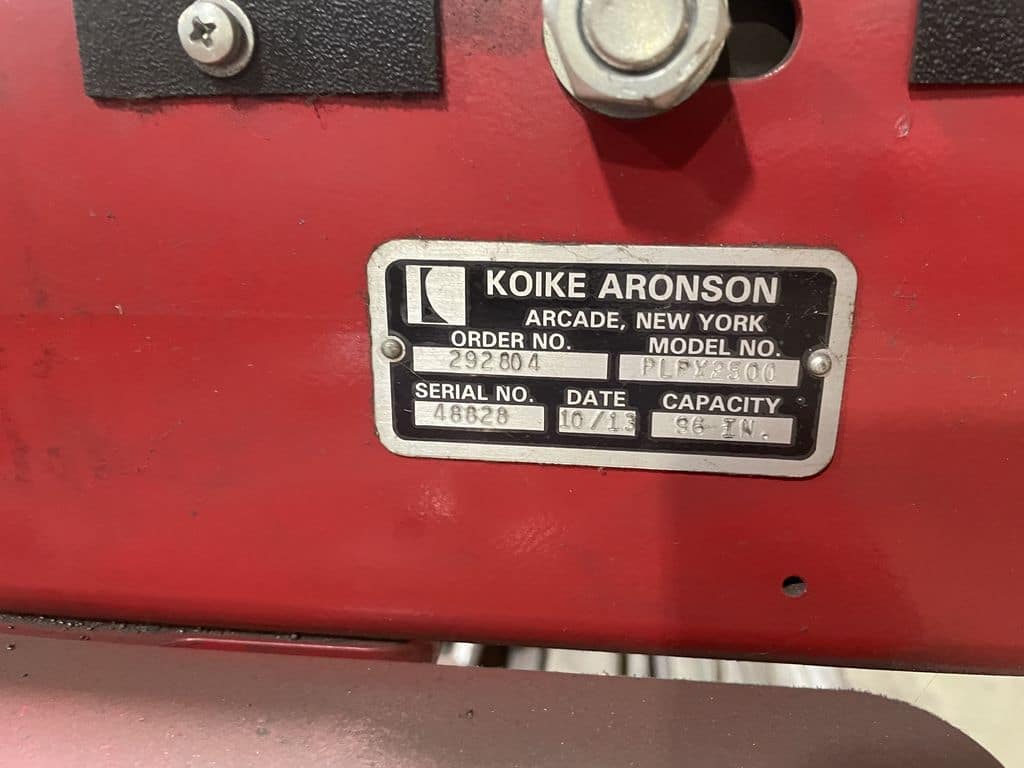 KOIKE ARONSON
ARCADE, NEW YORK
ORDER NO. MODEL NO.
292804 PLPX2500
SERIAL NO. DATE CAPACITY
48828 10/13 96 IN.